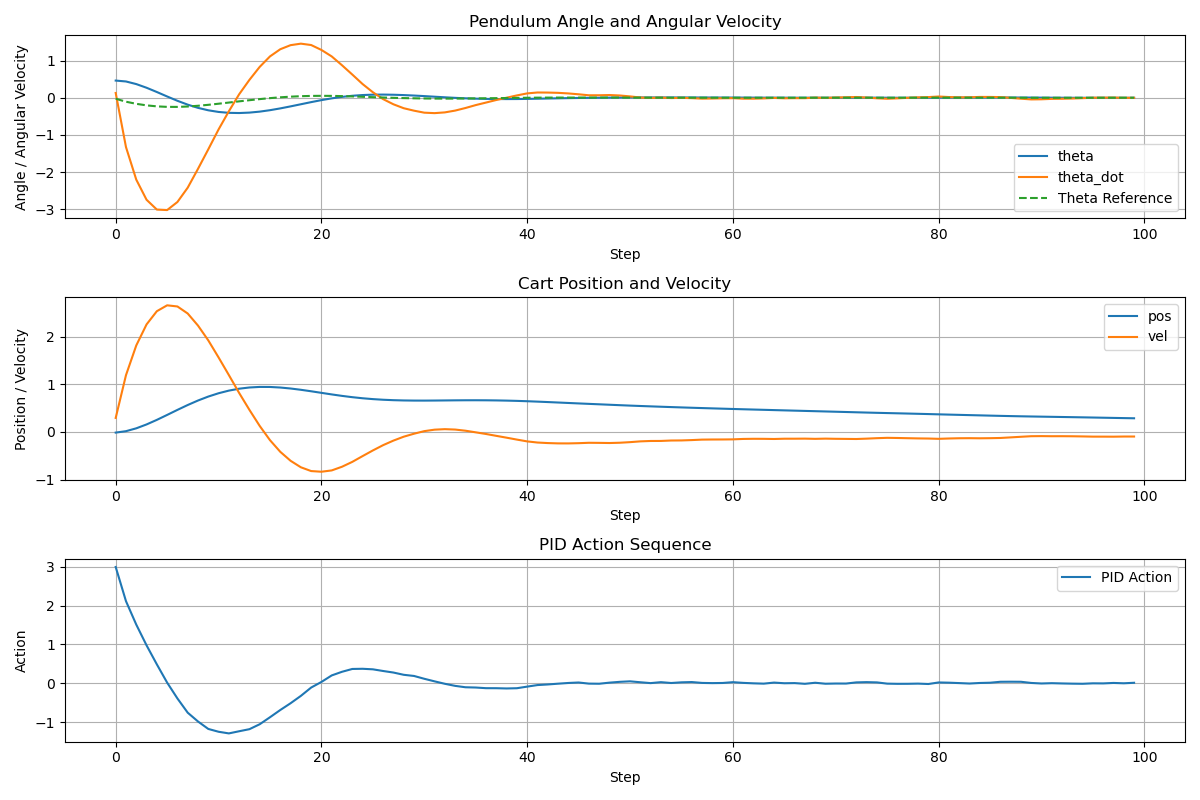 Pendulum Angle and Angular Velocity
Angle / Angular Velocity
1
0
−1
−2
−3
theta
theta_dot
Theta Reference
0 20 40 60 80 100
Step
Cart Position and Velocity
Position / Velocity
2
1
0
−1
pos
vel
0 20 40 60 80 100
Step
PID Action Sequence
Action
3
2
1
0
−1
PID Action
0 20 40 60 80 100
Step